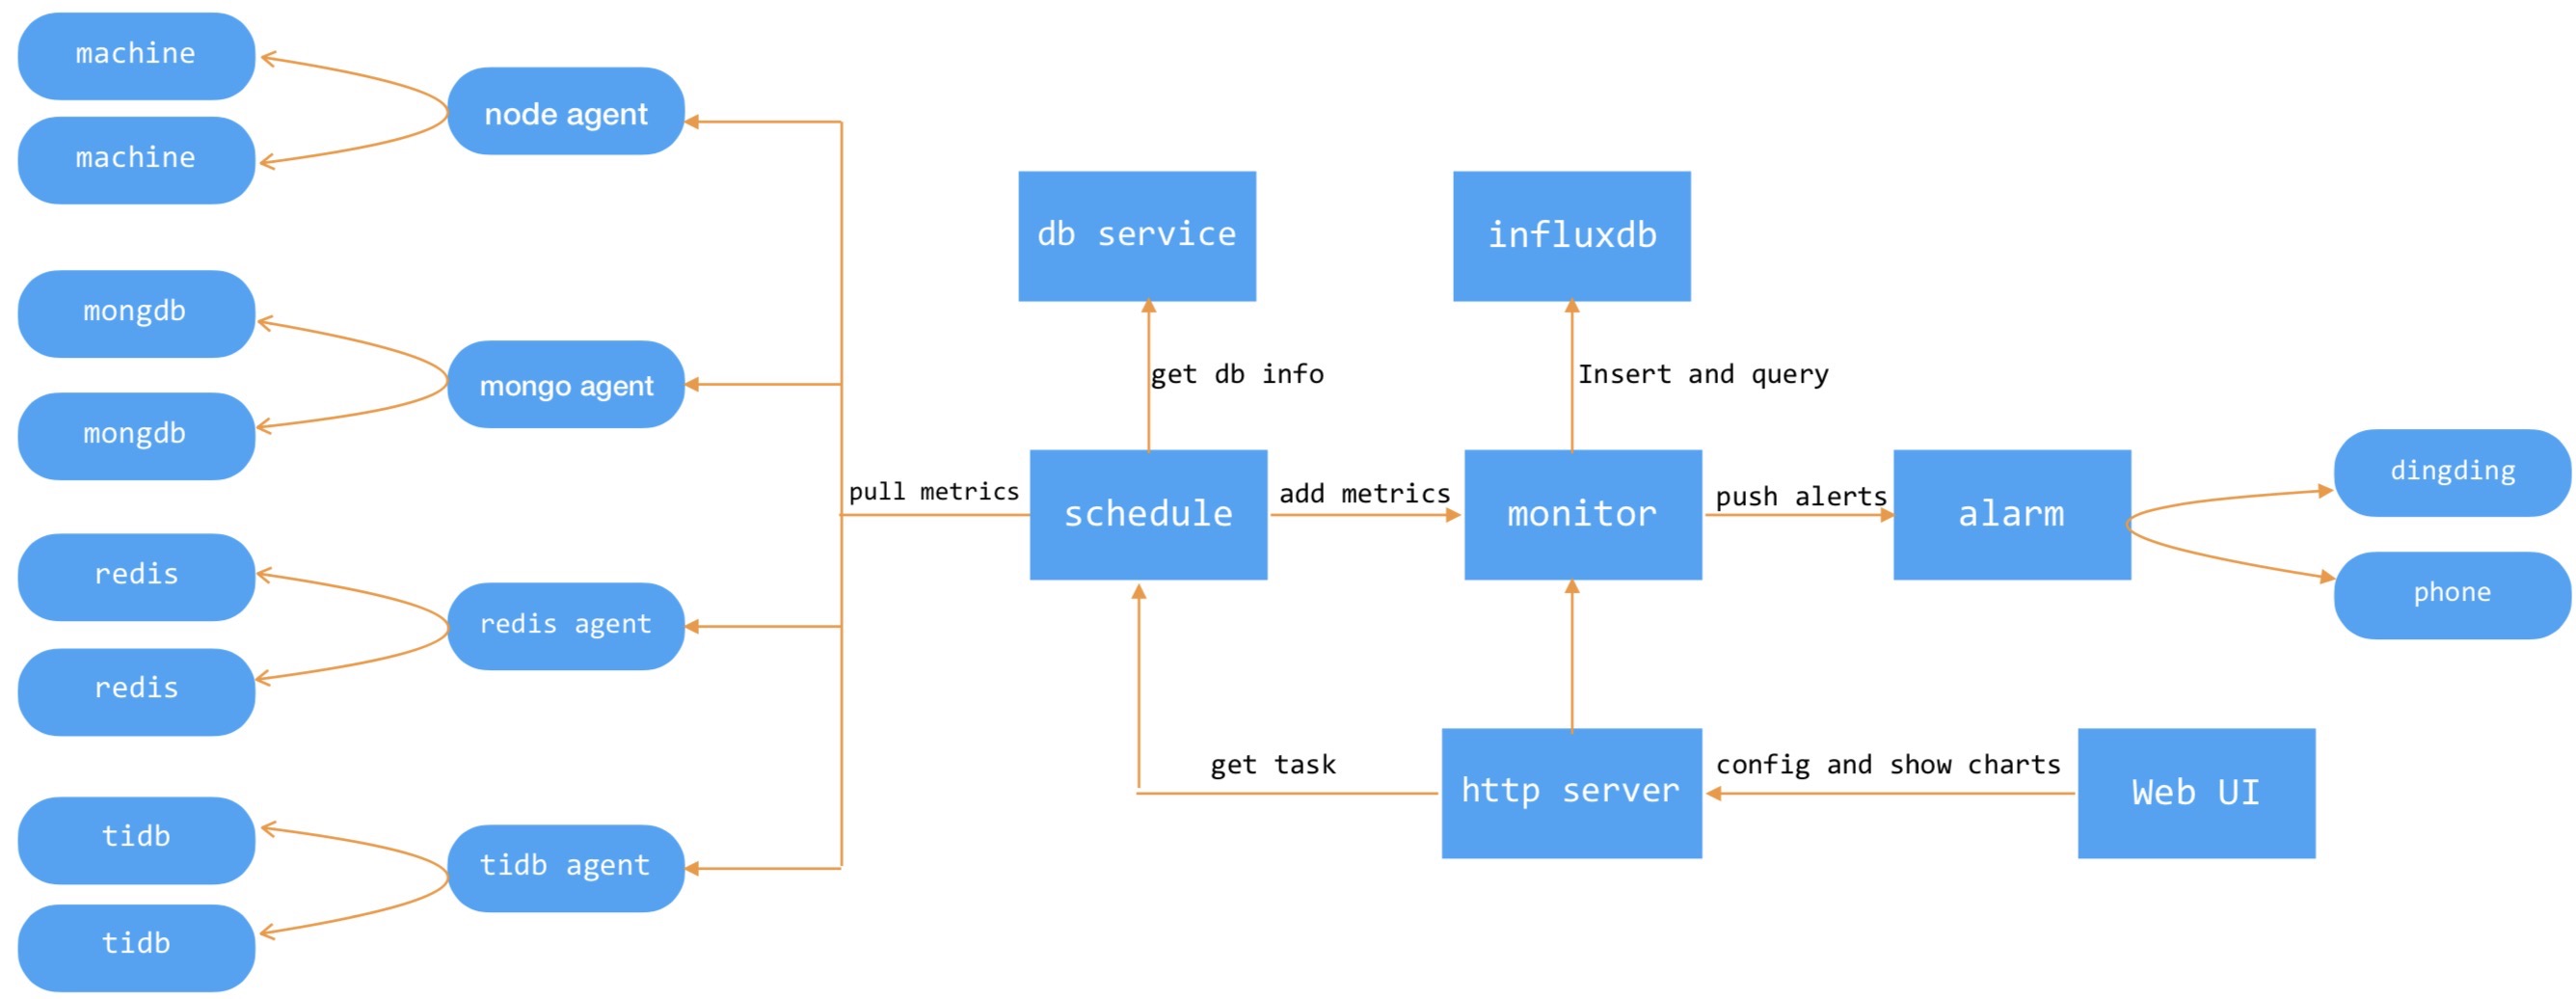 machine
machine
node agent
mongdb
mongdb
mongo agent
redis
redis
redis agent
tidb
tidb
tidb agent
pull metrics
db service
get db info
schedule
add metrics
influxdb
Insert and query
monitor
push alerts
alarm
dingding
phone
get task
http server
config and show charts
Web UI